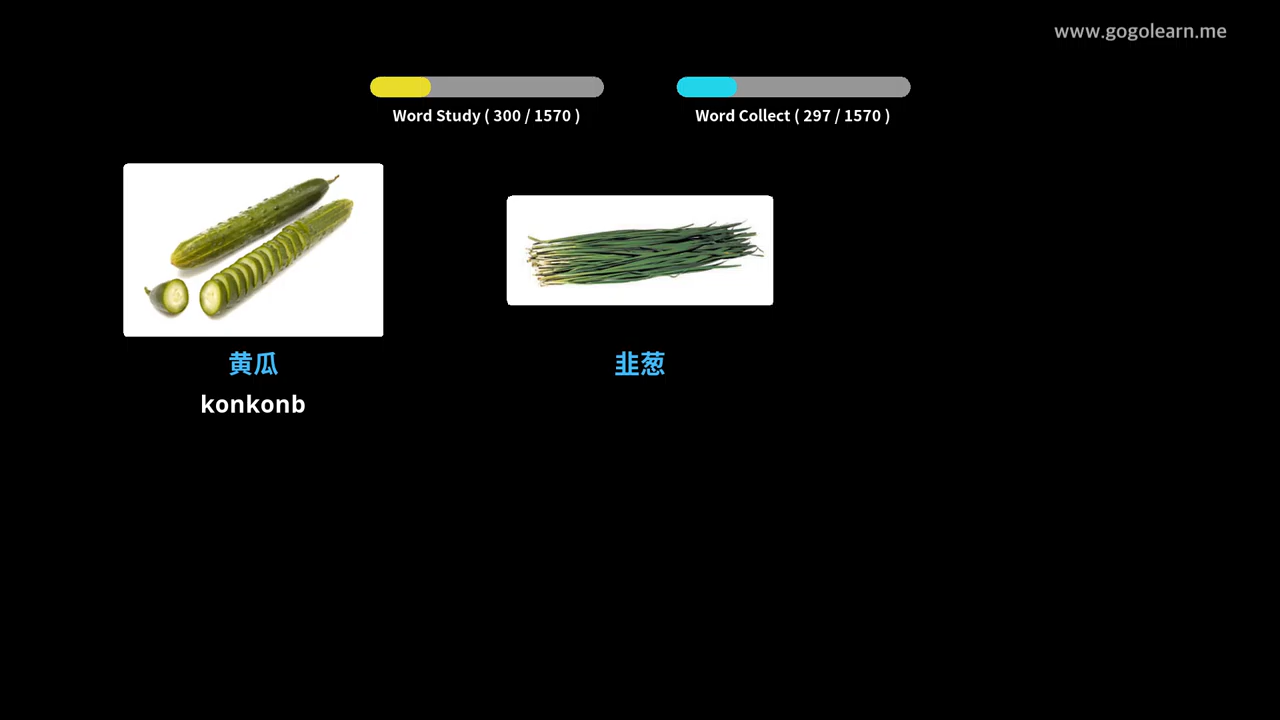 www.gogolearn.me
Word Study ( 300 / 1570 )
Word Collect ( 297 / 1570 )
黄瓜
韭葱
konkonb